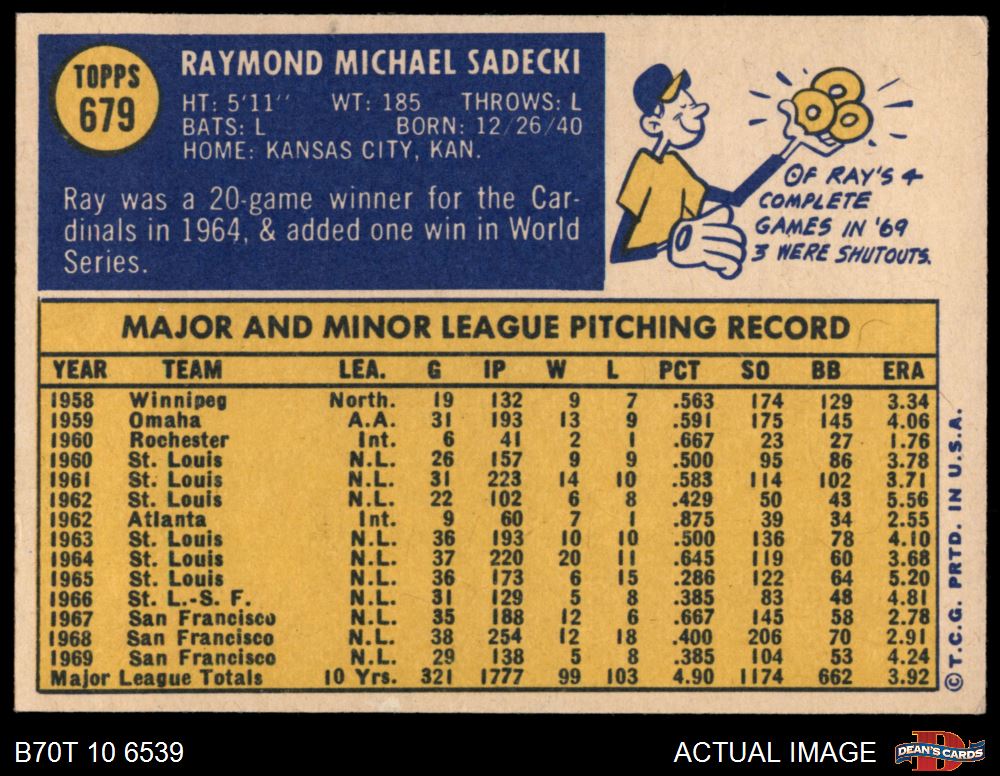 TOPPS
679
RAYMOND MICHAEL SADECKI
HT: 5'11" WT: 185 THROWS: L
BATS: L BORN: 12/26/40
HOME: KANSAS CITY, KAN.
Ray was a 20-game winner for the Car-
dinals in 1964, & added one win in World
Series.
OF RAY'S 4
COMPLETE
GAMES IN '69
3 WERE SHUTOUTS.
MAJOR AND MINOR LEAGUE PITCHING RECORD
YEAR TEAM LEA. G IP W L PCT SO BB ERA
1958 Winnipeg North. 19 132 9 7 .563 174 129 3.34
1959 Omaha A.A. 31 193 13 9 .591 175 145 4.06
1960 Rochester Int. 6 41 2 1 .667 23 27 1.76
1960 St. Louis N.L. 26 157 9 9 .500 95 86 3.78
1961 St. Louis N.L. 31 223 14 10 .583 114 102 3.71
1962 St. Louis N.L. 22 102 6 8 .429 50 43 5.56
1962 Atlanta Int. 9 60 7 1 .875 39 34 2.55
1963 St. Louis N.L. 36 193 10 10 .500 136 78 4.10
1964 St. Louis N.L. 37 220 20 11 .645 119 60 3.68
1965 St. Louis N.L. 36 173 6 15 .286 122 64 5.20
1966 St. L.-S. F. N.L. 31 129 5 8 .385 83 48 4.81
1967 San Francisco N.L. 35 188 12 6 .667 145 58 2.78
1968 San Francisco N.L. 38 254 12 18 .400 206 70 2.91
1969 San Francisco N.L. 29 138 5 8 .385 104 53 4.24
Major League Totals 10 Yrs. 321 1777 99 103 4.90 1174 662 3.92
© T.C.G. PRTD. IN U.S.A.
B70T 10 6539
ACTUAL IMAGE
D
DEAN'S CARDS